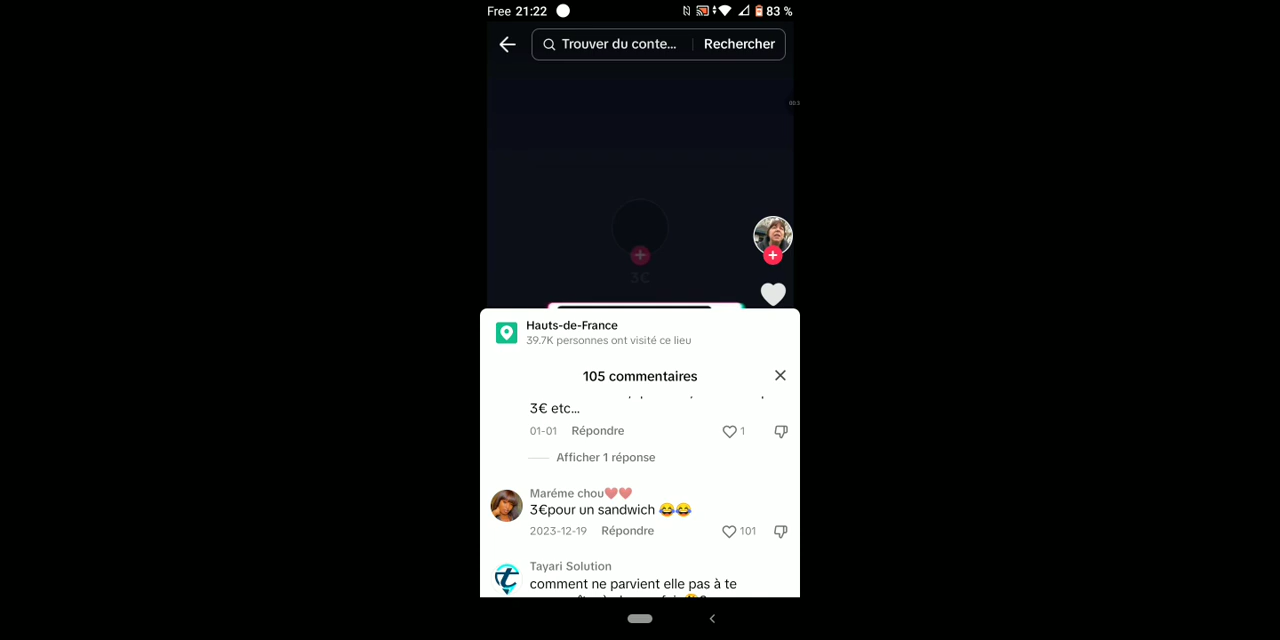 Free 21:22
83 %
Trouver du conte...
Rechercher
3€
Hauts-de-France
39.7K personnes ont visité ce lieu
105 commentaires
3€ etc...
01-01 Répondre
1
Afficher 1 réponse
Maréme chou❤️❤️
3€pour un sandwich 😂😂
2023-12-19 Répondre
101
Tayari Solution
comment ne parvient elle pas à te